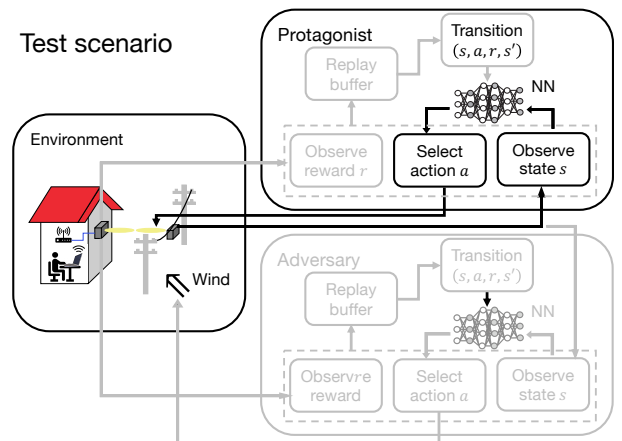 Test scenario
Protagonist
Transition
(s, a, r, s′)
Replay
buffer
NN
Environment
Observe
reward r
Select
action a
Observe
state s
Wind
Adversary
Transition
(s, a, r, s′)
Replay
buffer
NN
Observre
reward
Select
action a
Observe
state s